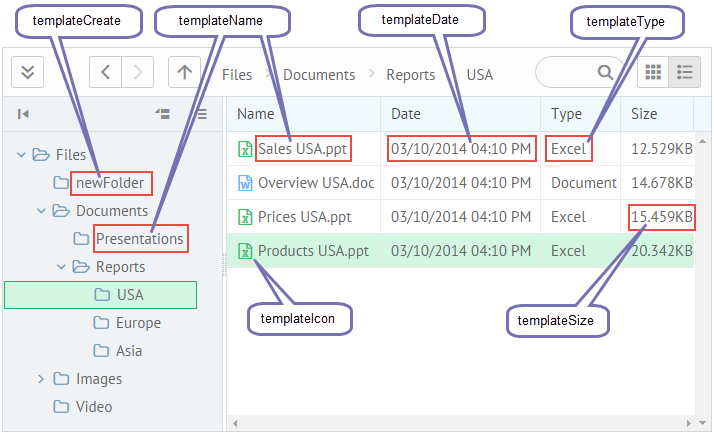 templateCreate templateName templateDate templateType
Files Documents Reports USA
Name Date Type Size
Files
newFolder
Documents
Presentations
Reports
USA
Europe
Asia
Images
Video
Sales USA.ppt 03/10/2014 04:10 PM Excel 12.529KB
Overview USA.doc 03/10/2014 04:10 PM Document 14.678KB
Prices USA.ppt 03/10/2014 04:10 PM Excel 15.459KB
Products USA.ppt 03/10/2014 04:10 PM Excel 20.342KB
templateIcon templateSize